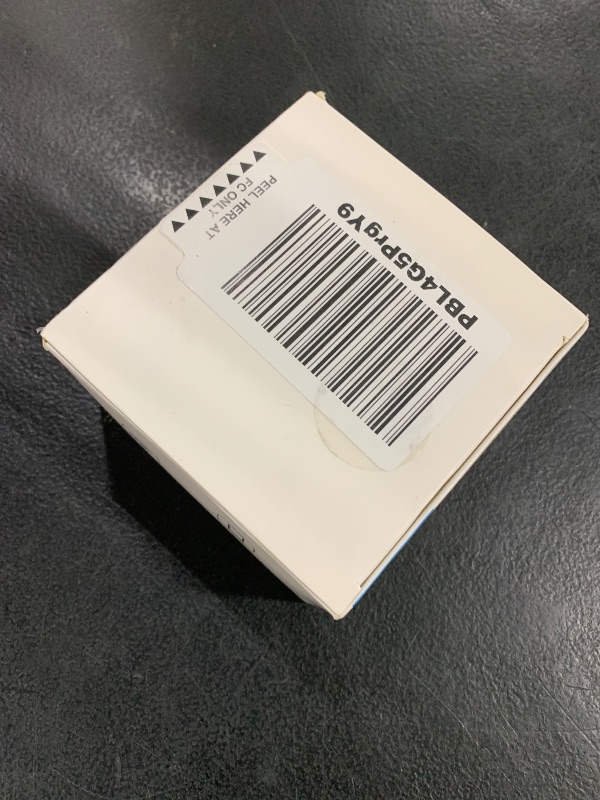 PEEL HERE AT
FC ONLY
PBL4G5PrgY9